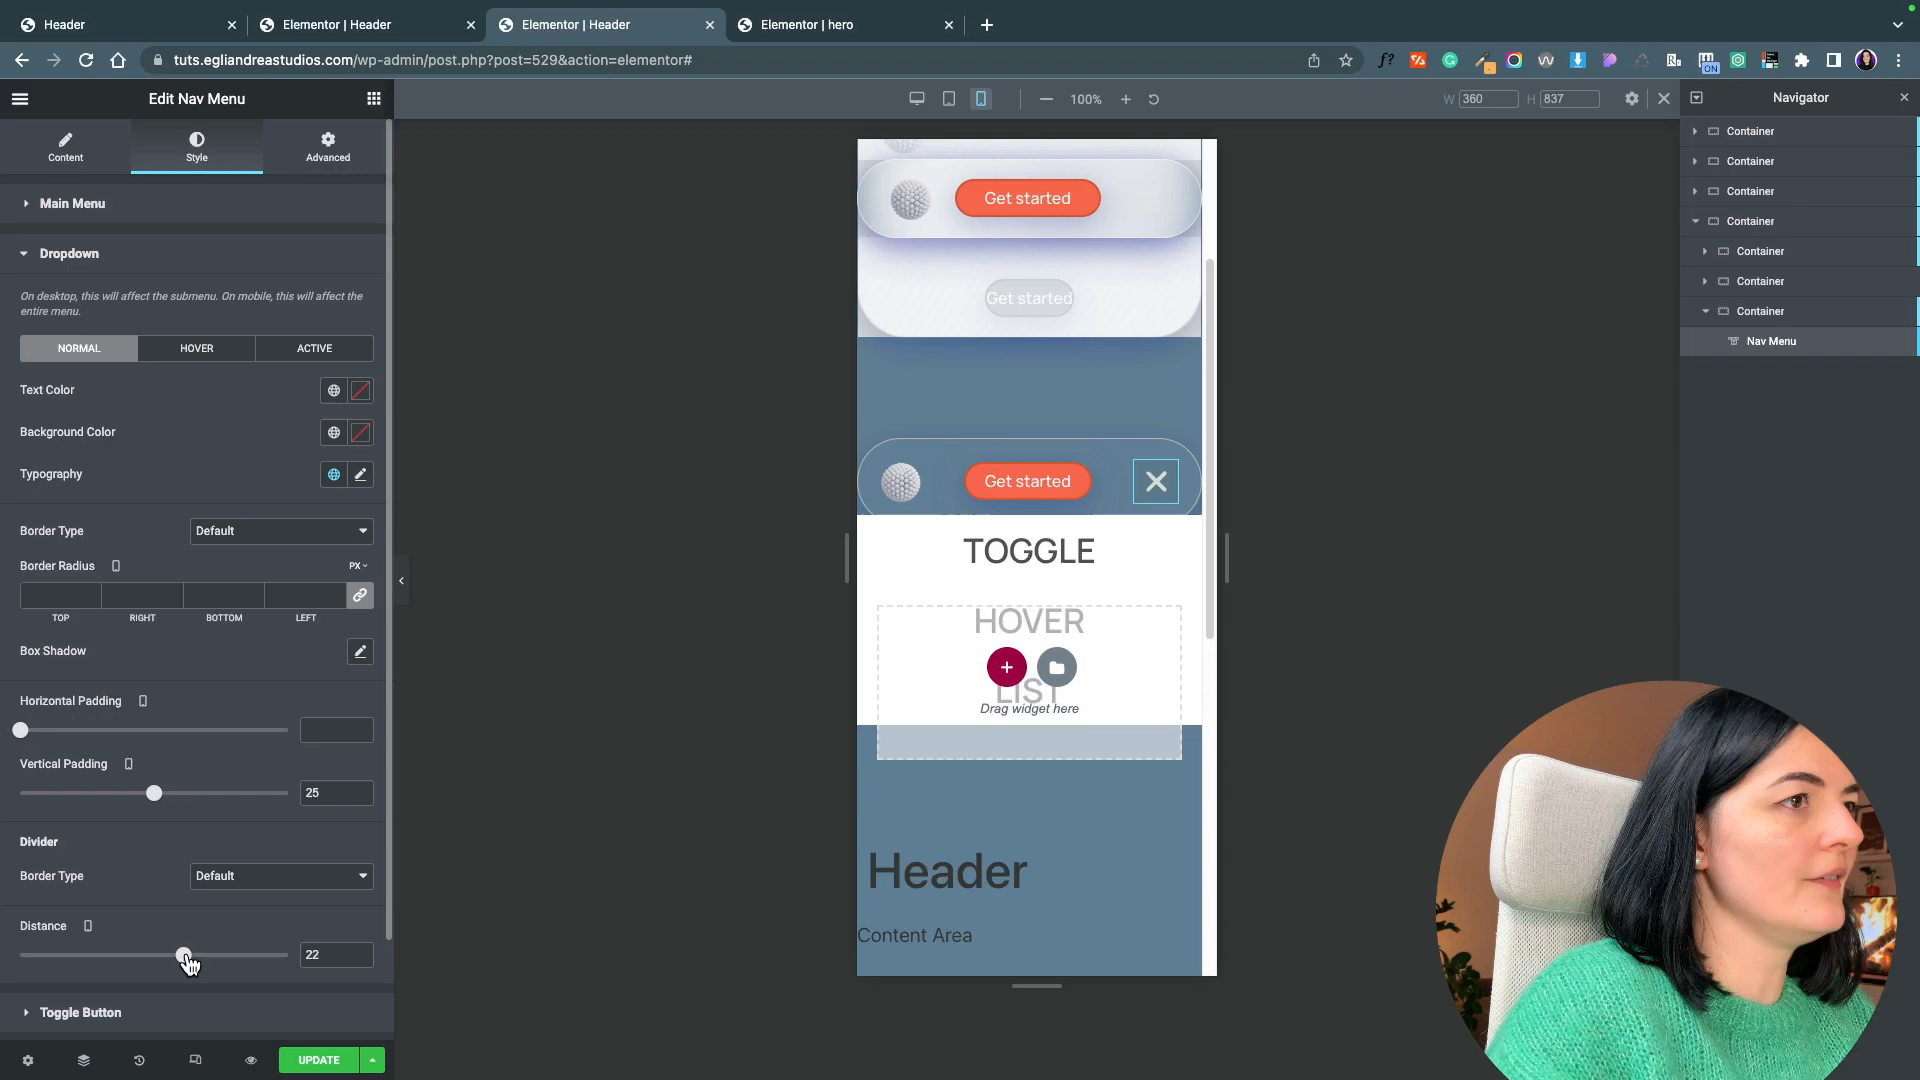 Header
Elementor | Header
Elementor | Header
Elementor | hero
tuts.egliandreastudios.com/wp-admin/post.php?post=529&action=elementor#
ON
Edit Nav Menu
100%
W 360
H 837
Navigator
Content
Style
Advanced
Main Menu
Dropdown
On desktop, this will affect the submenu. On mobile, this will affect the
entire menu.
NORMAL
HOVER
ACTIVE
Text Color
Background Color
Typography
Border Type
Default
Border Radius
PX
TOP
RIGHT
BOTTOM
LEFT
Box Shadow
Horizontal Padding
Vertical Padding
25
Divider
Border Type
Default
Distance
22
Toggle Button
UPDATE
Get started
Get started
Get started
TOGGLE
HOVER
LIST
Drag widget here
Header
Content Area
Container
Container
Container
Container
Container
Container
Container
Nav Menu